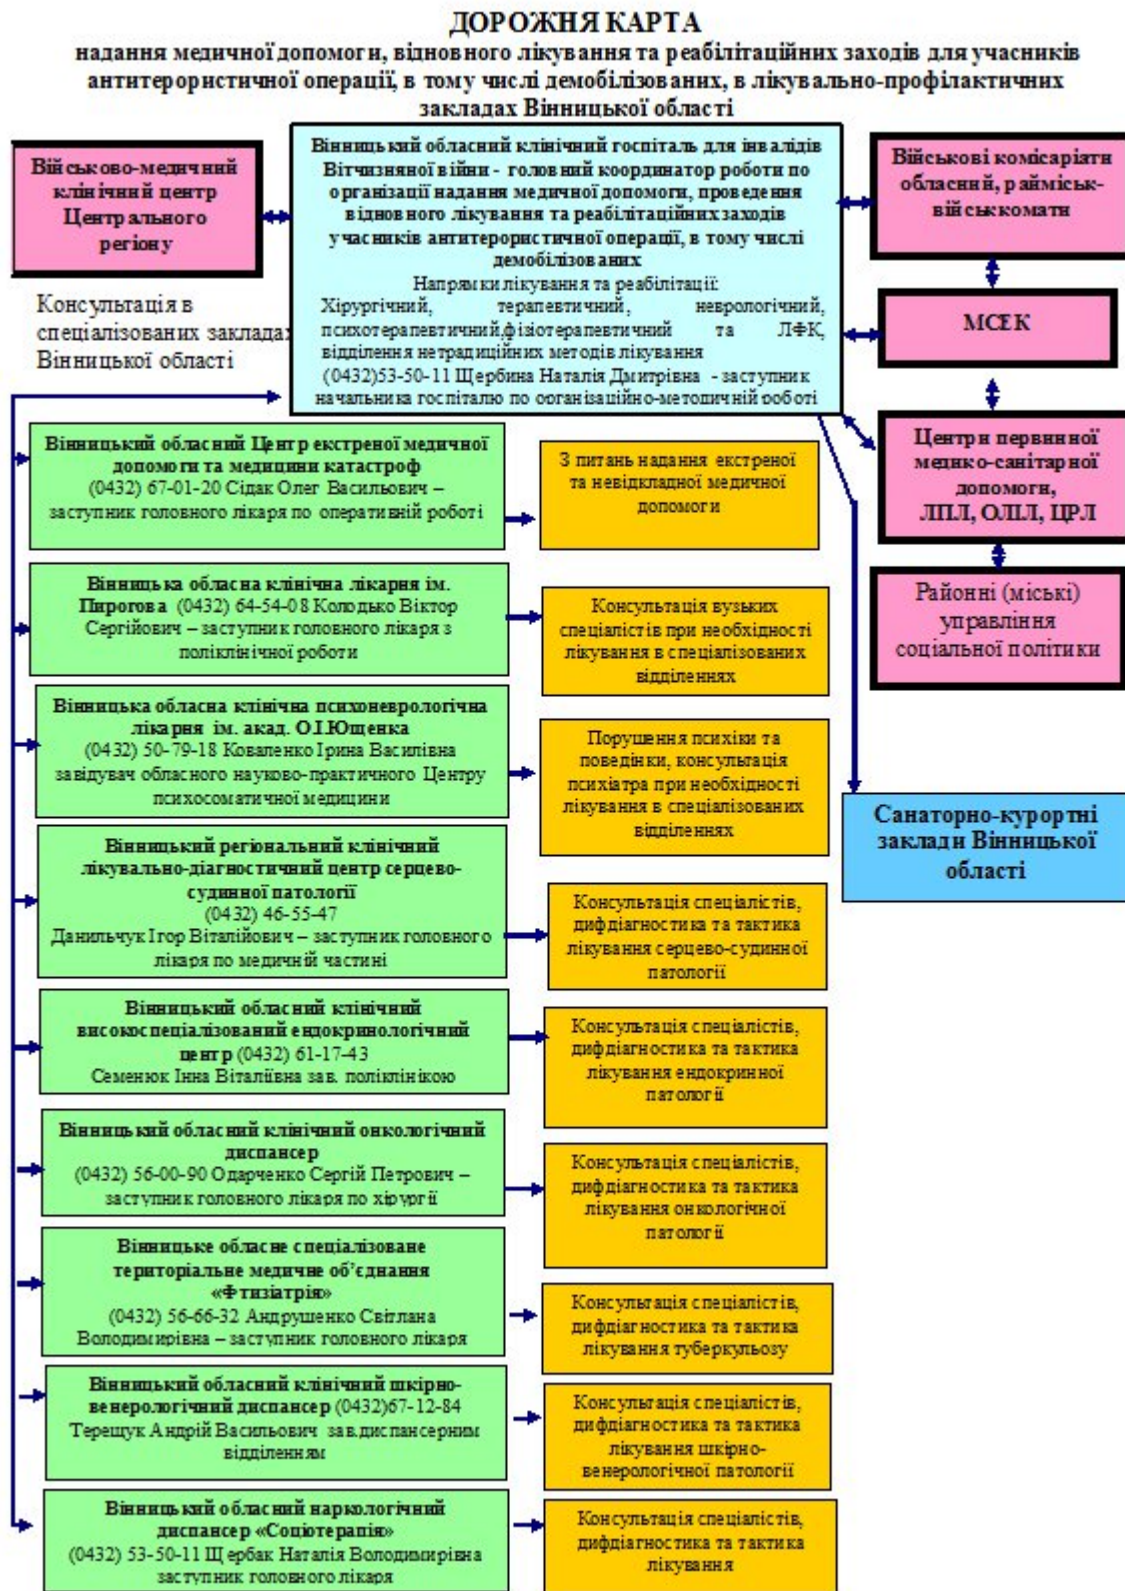 ДОРОЖНЯ КАРТА
надання медичної допомоги, відновного лікування та реабілітаційних заходів для учасників
антитерористичної операції, в тому числі демобілізованих, в лікувально-профілактичних
закладах Вінницької області
Військово-медичний
клінічний центр
Центрального
регіону
Вінницький обласний клінічний госпіталь для інвалідів
Вітчизняної війни - головний координатор роботи по
організації надання медичної допомоги, проведення
відновного лікування та реабілітаційних заходів
учасників антитерористичної операції, в тому числі
демобілізованих
Напрямки лікування та реабілітації:
Хірургічний, терапевтичний, неврологічний,
психотерапевтичний,фізіотерапевтичний та ЛФК,
відділення нетрадиційних методів лікування
(0432)53-50-11 Щербина Наталія Дмитрівна - заступник
начальника госпіталю по організаційно-методичній роботі
Військові комісаріати
обласний, райміськ-
військкомати
МСЕК
Центри первинної
медико-санітарної
допомоги,
ЛПЛ, ОЛІЛ, ЦРЛ
Районні (міські)
управління
соціальної політики
Санаторно-курортні
заклади Вінницької
області
Консультація в
спеціалізованих закладах
Вінницької області
Вінницький обласний Центр екстреної медичної
допомоги та медицини катастроф
(0432) 67-01-20 Сідак Олег Васильович –
заступник головного лікаря по оперативній роботі
З питань надання екстреної
та невідкладної медичної
допомоги
Вінницька обласна клінічна лікарня ім.
Пирогова (0432) 64-54-08 Колодько Віктор
Сергійович – заступник головного лікаря з
поліклінічної роботи
Консультація вузьких
спеціалістів при необхідності
лікування в спеціалізованих
відділеннях
Вінницька обласна клінічна психоневрологічна
лікарня ім. акад. О.І.Ющенка
(0432) 50-79-18 Коваленко Ірина Василівна
завідувач обласного науково-практичного Центру
психосоматичної медицини
Порушення психіки та
поведінки, консультація
психіатра при необхідності
лікування в спеціалізованих
відділеннях
Вінницький регіональний клінічний
лікувально-діагностичний центр серцево-
судинної патології
(0432) 46-55-47
Данильчук Ігор Віталійович – заступник головного
лікаря по медичній частині
Консультація спеціалістів,
дифдіагностика та тактика
лікування серцево-судинної
патології
Вінницький обласний клінічний
високоспеціалізований ендокринологічний
центр (0432) 61-17-43
Семенюк Інна Віталіївна зав. поліклінікою
Консультація спеціалістів,
дифдіагностика та тактика
лікування ендокринної
патології
Вінницький обласний клінічний онкологічний
диспансер
(0432) 56-00-90 Одарченко Сергій Петрович –
заступник головного лікаря по хірургії
Консультація спеціалістів,
дифдіагностика та тактика
лікування онкологічної
патології
Вінницьке обласне спеціалізоване
територіальне медичне об’єднання
«Фтизіатрія»
(0432) 56-66-32 Андрушенко Світлана
Володимирівна – заступник головного лікаря
Консультація спеціалістів,
дифдіагностика та тактика
лікування туберкульозу
Вінницький обласний клінічний шкірно-
венерологічний диспансер (0432)67-12-84
Терещук Андрій Васильович зав.диспансерним
відділенням
Консультація спеціалістів,
дифдіагностика та тактика
лікування шкірно-
венерологічної патології
Вінницький обласний наркологічний
диспансер «Соціотерапія»
(0432) 53-50-11 Щербак Наталія Володимирівна
заступник головного лікаря
Консультація спеціалістів,
дифдіагностика та тактика
лікування